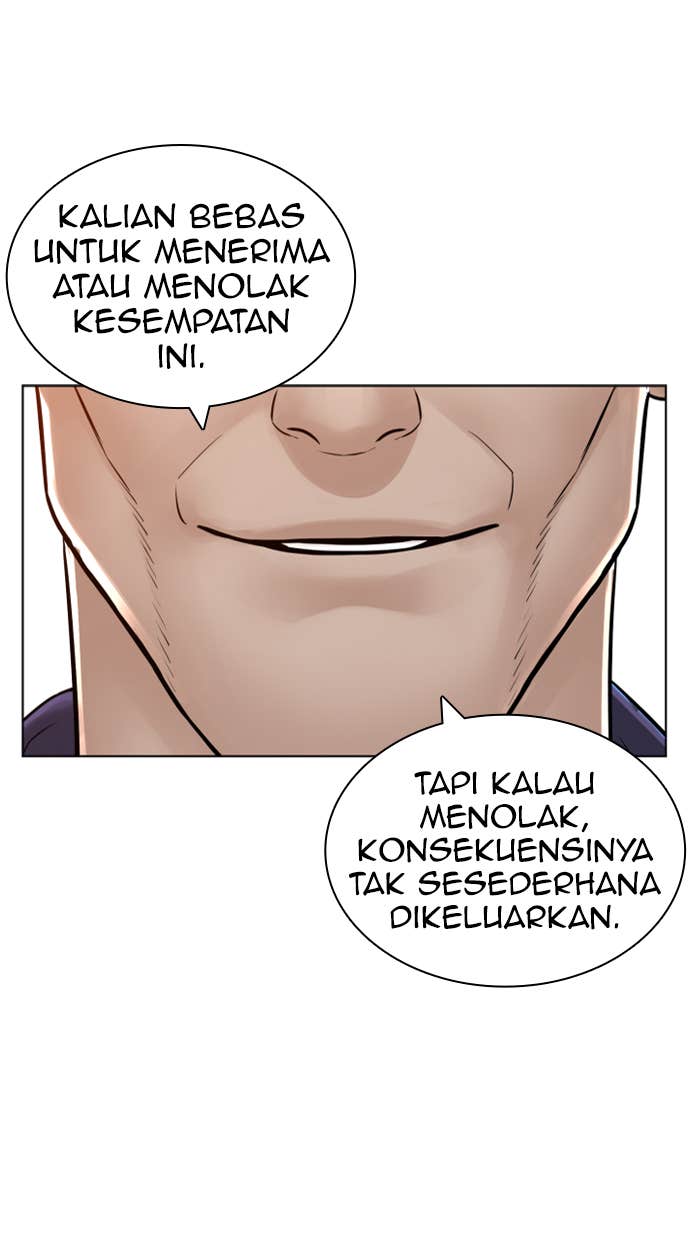 KALIAN BEBAS
UNTUK MENERIMA
ATAU MENOLAK
KESEMPATAN
INI.
TAPI KALAU
MENOLAK,
KONSEKUENSINYA
TAK SESEDERHANA
DIKELUARKAN.